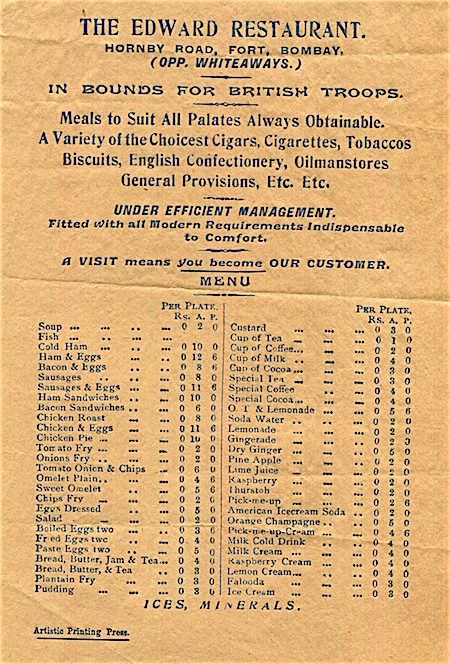 THE EDWARD RESTAURANT.
HORNBY ROAD, FORT, BOMBAY.
(OPP. WHITEAWAYS.)
IN BOUNDS FOR BRITISH TROOPS.
Meals to Suit All Palates Always Obtainable.
A Variety of the Choicest Cigars, Cigarettes, Tobaccos
Biscuits, English Confectionery, Oilmanstores
General Provisions, Etc. Etc.
UNDER EFFICIENT MANAGEMENT.
Fitted with all Modern Requirements Indispensable
to Comfort.
A VISIT means you become OUR CUSTOMER.
MENU
PER PLATE,
Rs. A. P.
Soup ... 0 2 0
Fish ...
Cold Ham ... 0 10 0
Ham & Eggs ... 0 12 6
Bacon & Eggs ... 0 8 6
Sausages ... 0 8 0
Sausages & Eggs ... 0 11 6
Ham Sandwiches ... 0 10 0
Bacon Sandwiches ... 0 6 0
Chicken Roast ... 0 8 0
Chicken & Eggs ... 0 11 6
Chicken Pie ... 0 10 0
Tomato Fry ... 0 2 0
Onions Fry ... 0 2 0
Tomato Onion & Chips ... 0 6 0
Omelet Plain ... 0 4 6
Sweet Omelet ... 0 5 6
Chips Fry ... 0 2 0
Eggs Dressed ... 0 5 0
Salad ... 0 2 0
Boiled Eggs two ... 0 3 6
Fried Eggs two ... 0 4 0
Paste Eggs two ... 0 5 0
Bread, Butter, Jam & Tea ... 0 4 0
Bread, Butter, & Tea ... 0 3 0
Plantain Fry ... 0 3 0
Pudding ... 0 3 0
PER PLATE,
Rs. A. P.
Custard ... 0 3 0
Cup of Tea ... 0 1 0
Cup of Coffee ... 0 2 0
Cup of Milk ... 0 4 0
Cup of Cocoa ... 0 3 0
Special Tea ... 0 3 0
Special Coffee ... 0 4 0
Special Cocoa ... 0 4 0
O. T & Lemonade ... 0 5 6
Soda Water ... 0 2 0
Lemonade ... 0 2 0
Gingerade ... 0 2 0
Dry Ginger ... 0 5 0
Pine Apple ... 0 2 0
Lime Juice ... 0 2 0
Raspberry ... 0 2 0
Thurstoh ... 0 2 0
Pick-me-up ... 0 2 6
American Icecream Soda .. 0 2 0
Orange Champagne .. 0 5 0
Pick-me-up-Cream ... 0 4 6
Milk Cold Drink ... 0 4 0
Milk Cream ... 0 4 0
Raspberry Cream ... 0 4 0
Lemon Cream ... 0 4 0
Falooda ... 0 3 0
Ice Cream ... 0 3 0
ICES, MINERALS.
Artistic Printing Press.